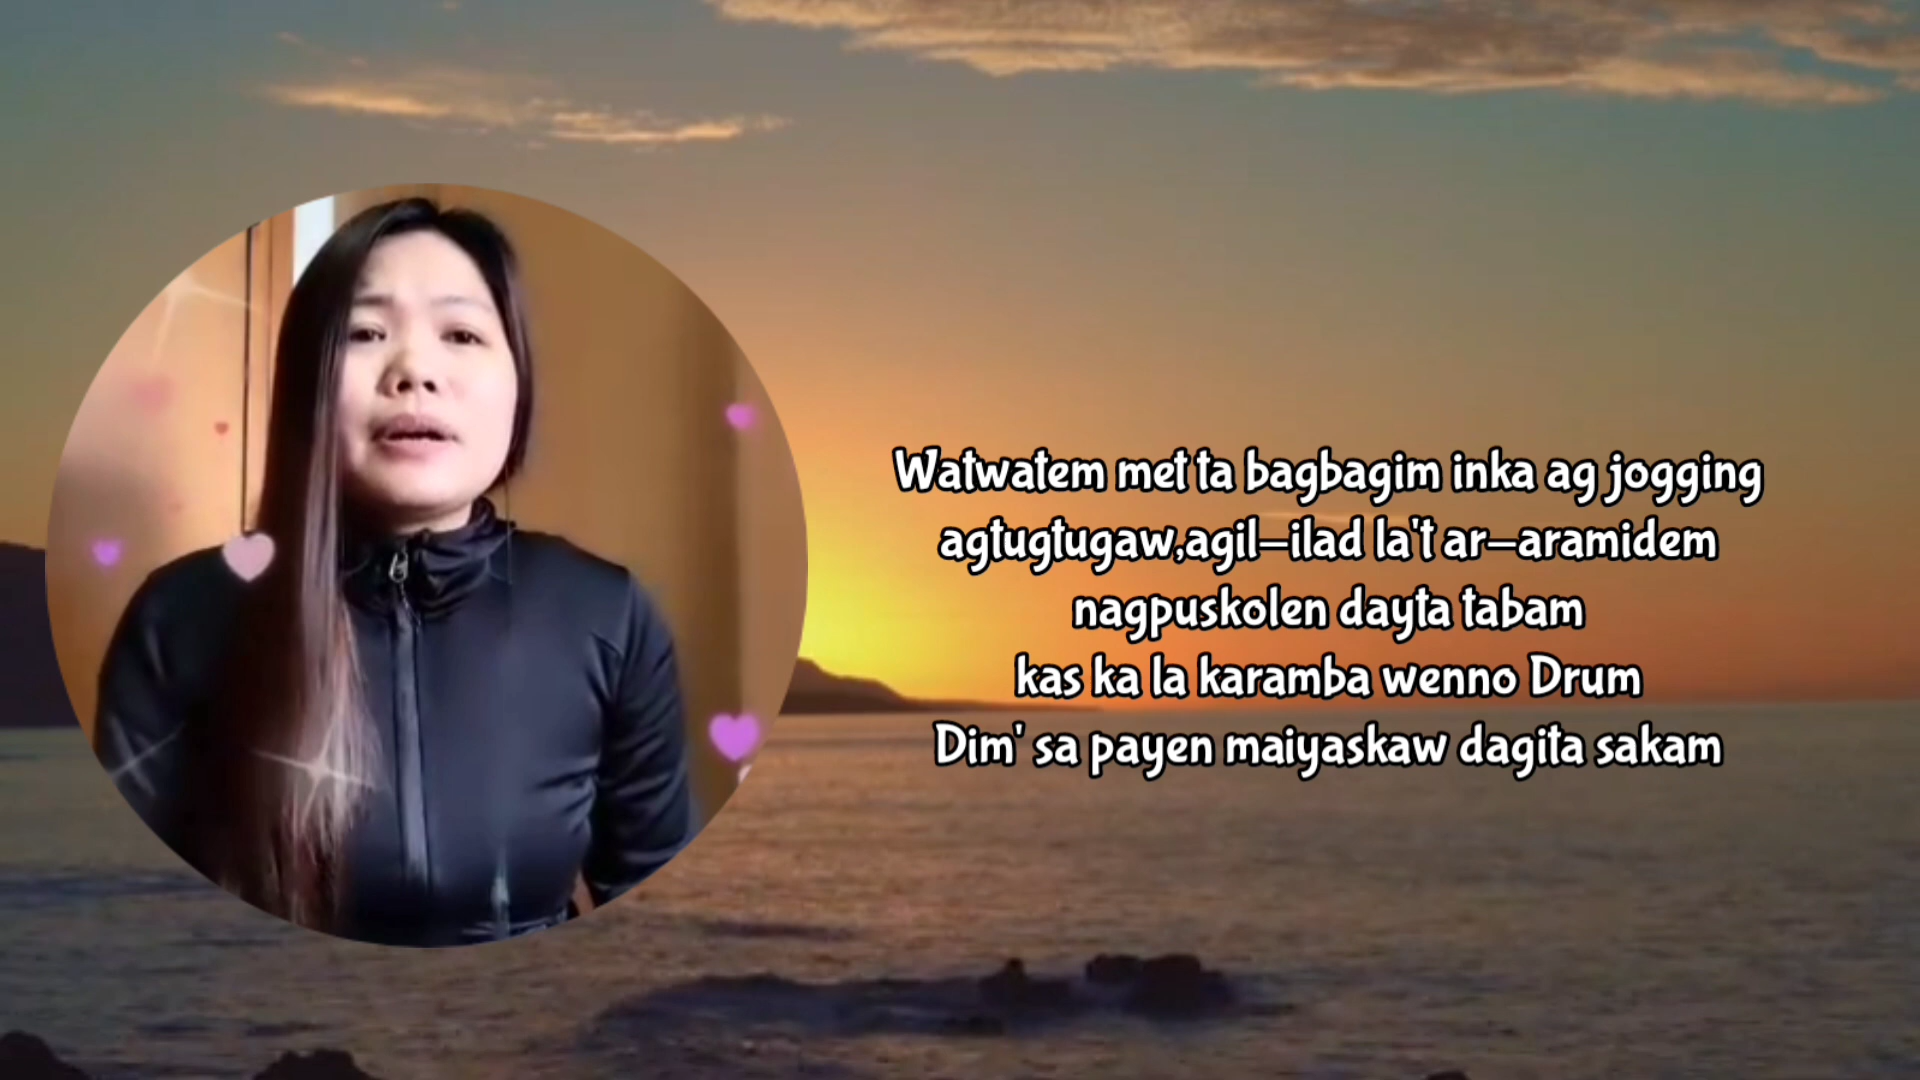 Watwatem met ta bagbagim inka ag jogging
agtugtugaw,agil-ilad la't ar-aramidem
nagpuskolen dayta tabam
kas ka la karamba wenno Drum
Dim' sa payen maiyaskaw dagita sakam